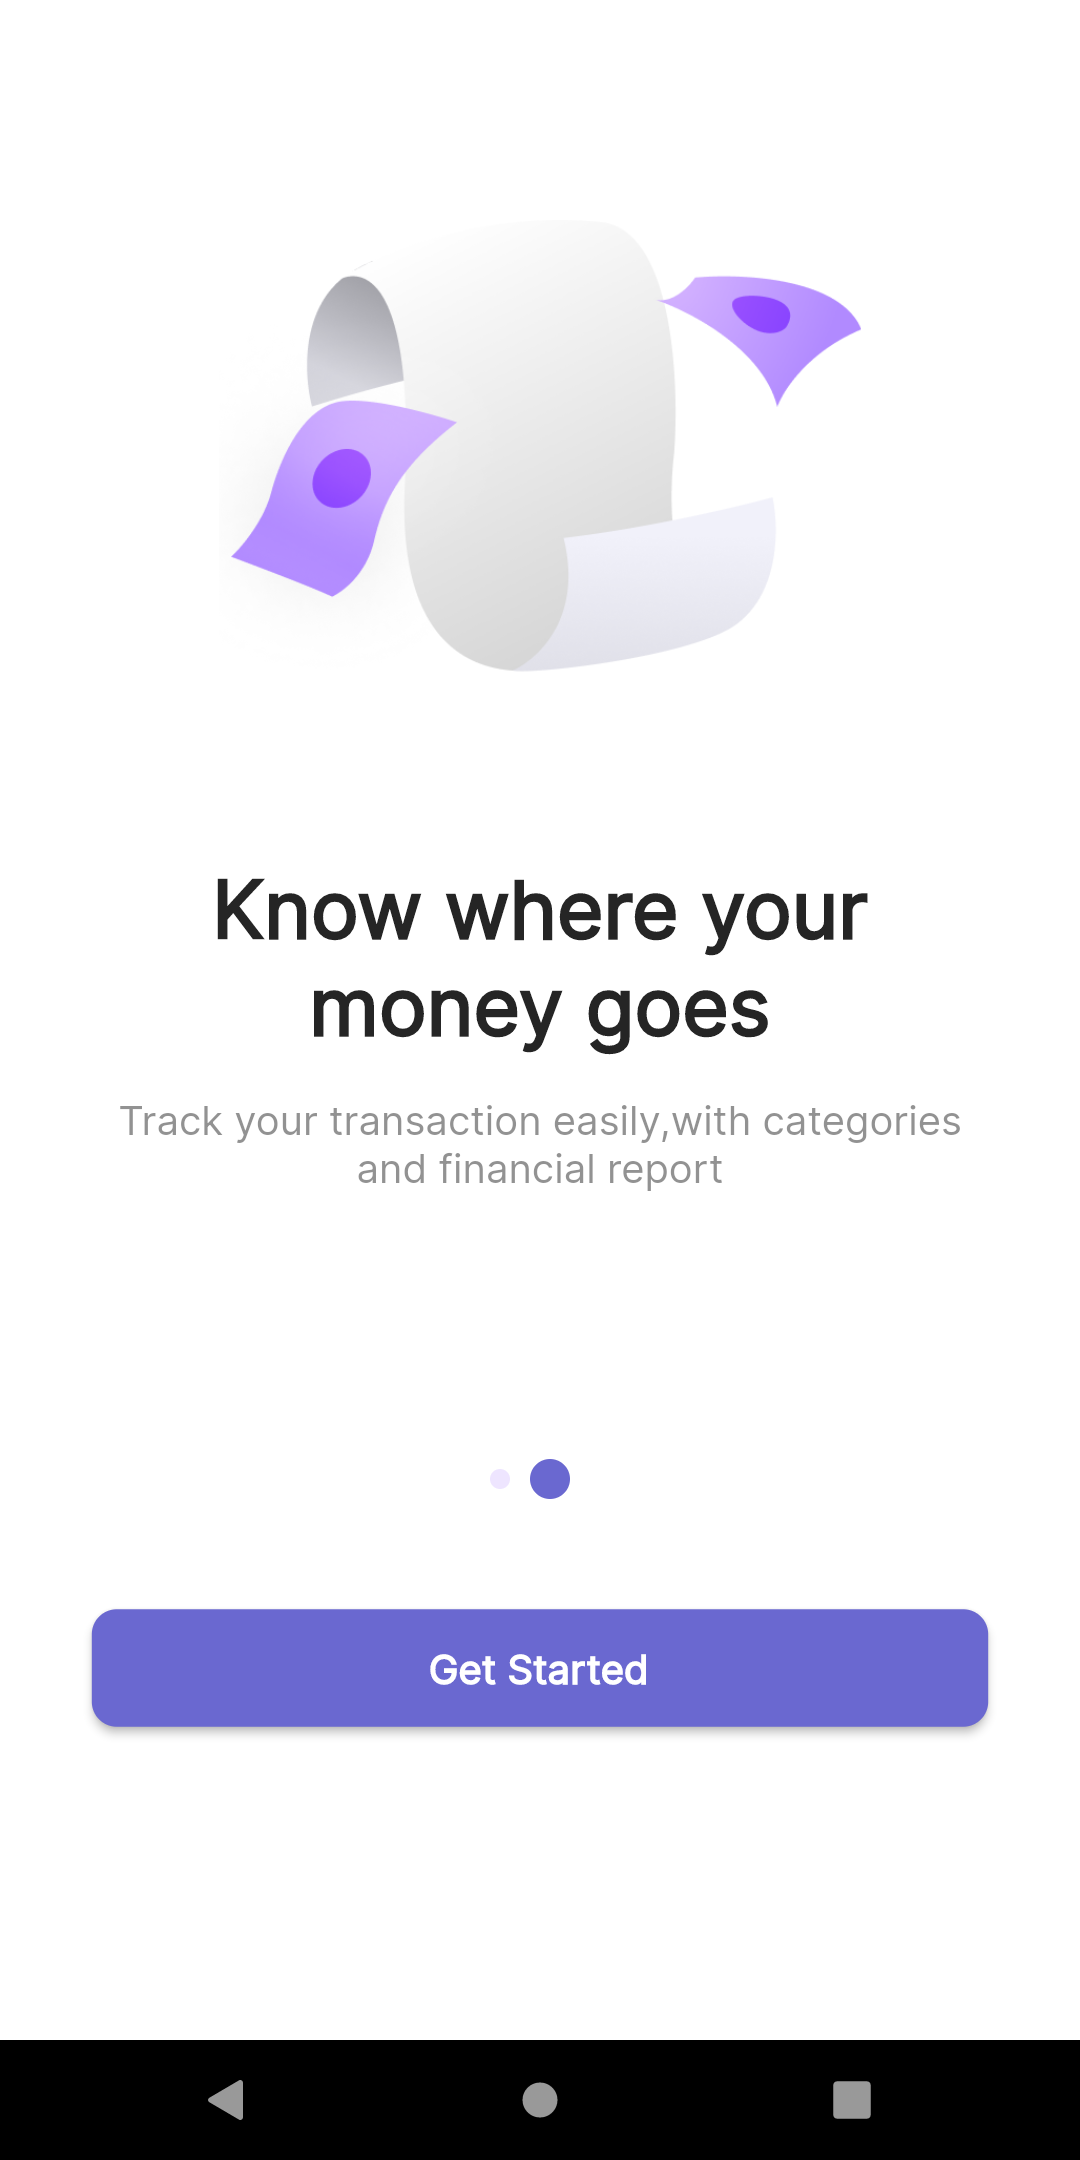 Know where your
money goes
Track your transaction easily,with categories
and financial report
Get Started